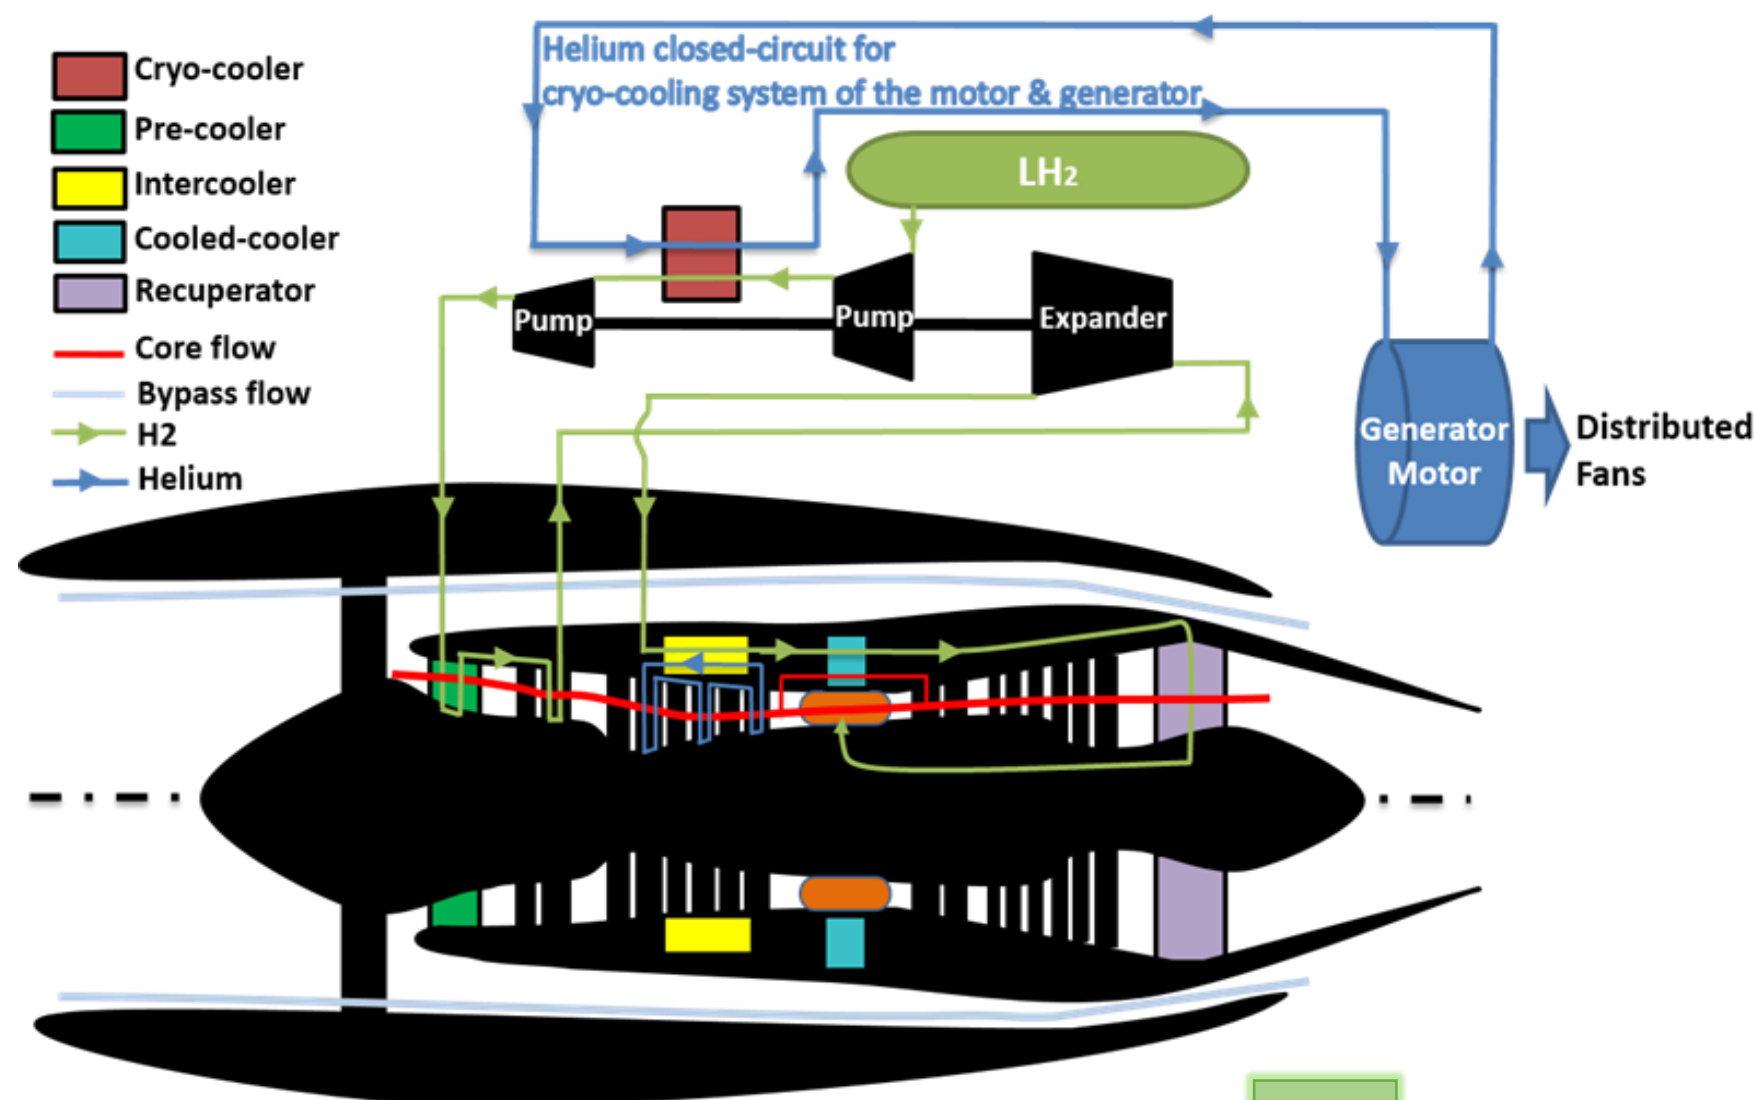 Helium closed-circuit for
cryo-cooling system of the motor & generator
Cryo-cooler
Pre-cooler
Intercooler
Cooled-cooler
Recuperator
Core flow
Bypass flow
H2
Helium
LH₂
Pump
Pump
Expander
Generator
Motor
Distributed
Fans